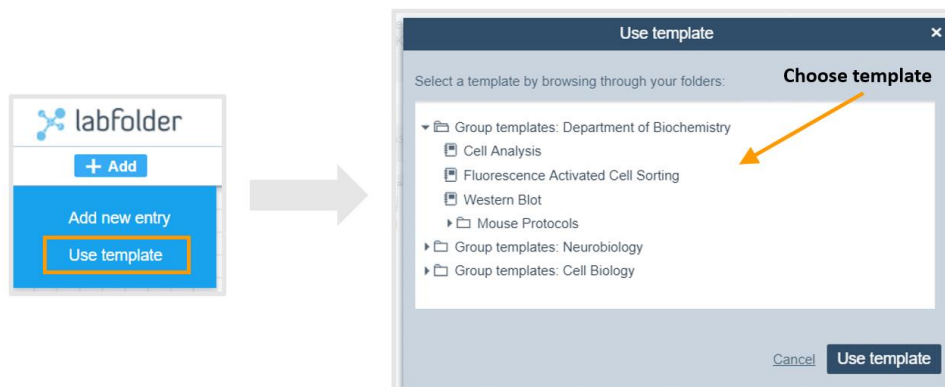 labfolder
+ Add
Add new entry
Use template
Use template ×
Select a template by browsing through your folders:
Choose template
Group templates: Department of Biochemistry
Cell Analysis
Fluorescence Activated Cell Sorting
Western Blot
Mouse Protocols
Group templates: Neurobiology
Group templates: Cell Biology
Cancel Use template